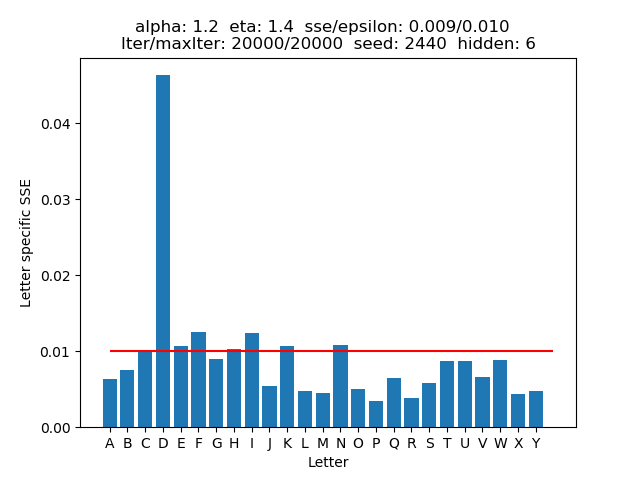 alpha: 1.2  eta: 1.4  sse/epsilon: 0.009/0.010
Iter/maxIter: 20000/20000  seed: 2440  hidden: 6
0.04
0.03
0.02
0.01
0.00
Letter specific SSE
A B C D E F G H I J K L M N O P Q R S T U V W X Y
Letter